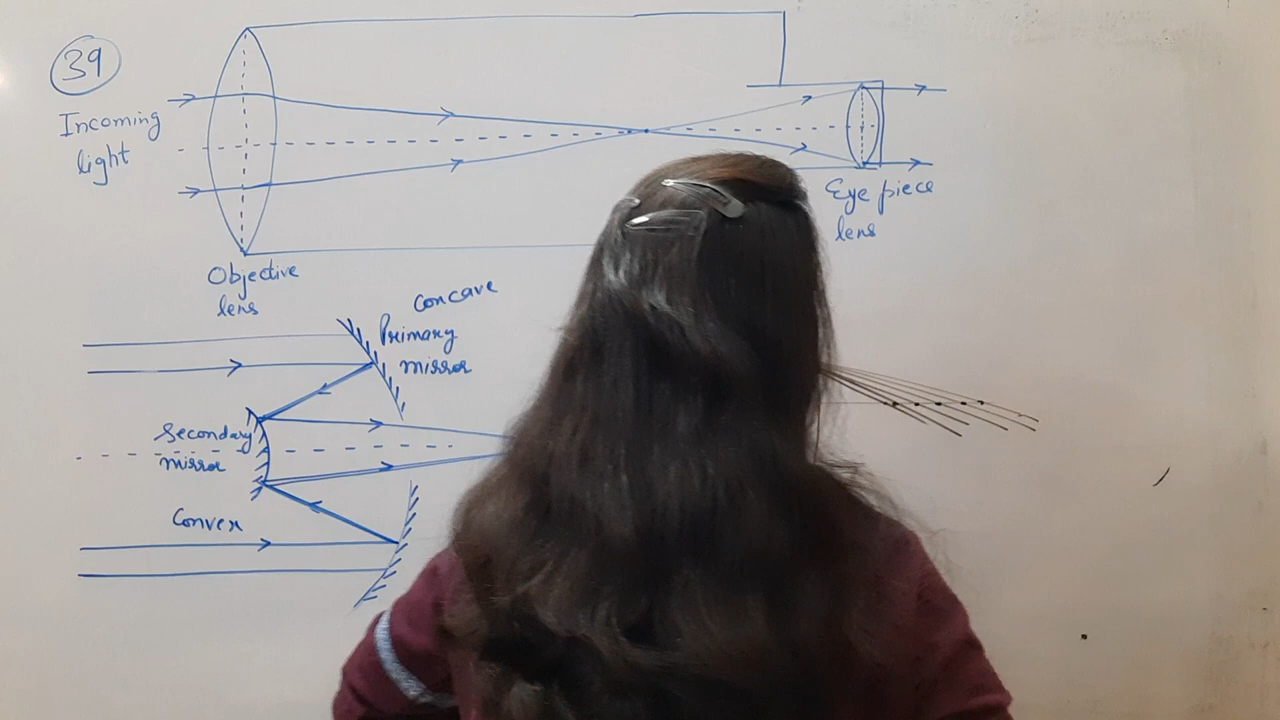 39
Incoming
light
Objective
lens
Eye piece
lens
Concave
Primary
mirror
Secondary
mirror
Convex